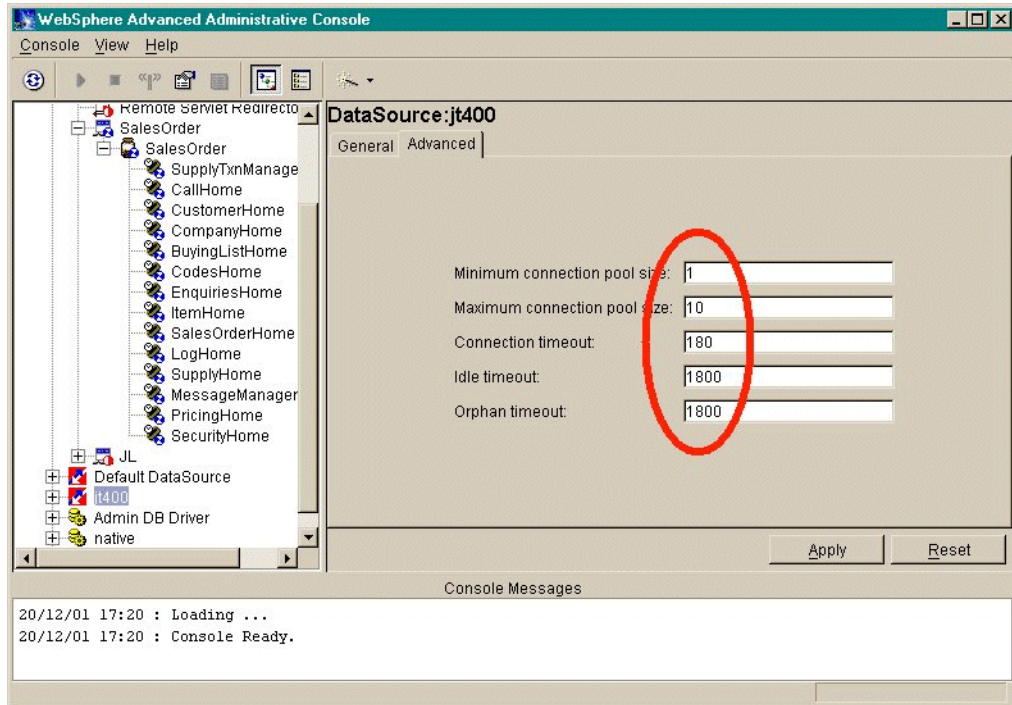 WebSphere Advanced Administrative Console
Console View Help
Remote Servlet Redirecto
SalesOrder
SalesOrder
SupplyTxnManage
CallHome
CustomerHome
CompanyHome
BuyingListHome
CodesHome
EnquiriesHome
ItemHome
SalesOrderHome
LogHome
SupplyHome
MessageManager
PricingHome
SecurityHome
JL
Default DataSource
jt400
Admin DB Driver
native
DataSource:jt400
General Advanced
Minimum connection pool size: 1
Maximum connection pool size: 10
Connection timeout: 180
Idle timeout: 1800
Orphan timeout: 1800
Apply Reset
Console Messages
20/12/01 17:20 : Loading ...
20/12/01 17:20 : Console Ready.